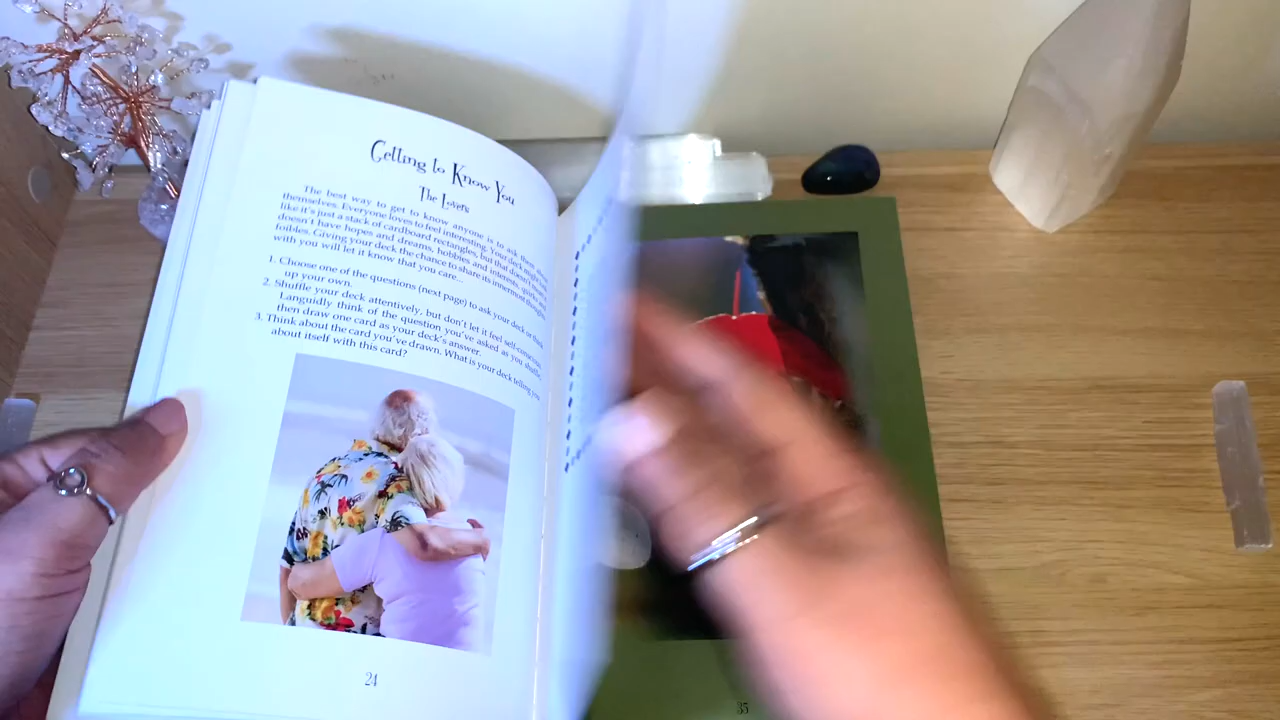 Getting to Know You
The Lovers
The best way to get to know anyone is to ask them about
themselves. Everyone loves to feel interesting. Your deck might look
like it's just a stack of cardboard rectangles, but that doesn't mean it
doesn't have hopes and dreams, hobbies and interests, quirks and
foibles. Giving your deck the chance to share its innermost thoughts
with you will let it know that you care...
1. Choose one of the questions (next page) to ask your deck or think
up your own.
2. Shuffle your deck attentively, but don't let it feel self-conscious.
Languidly think of the question you've asked as you shuffle,
then draw one card as your deck's answer.
3. Think about the card you've drawn. What is your deck telling you
about itself with this card?
24
35